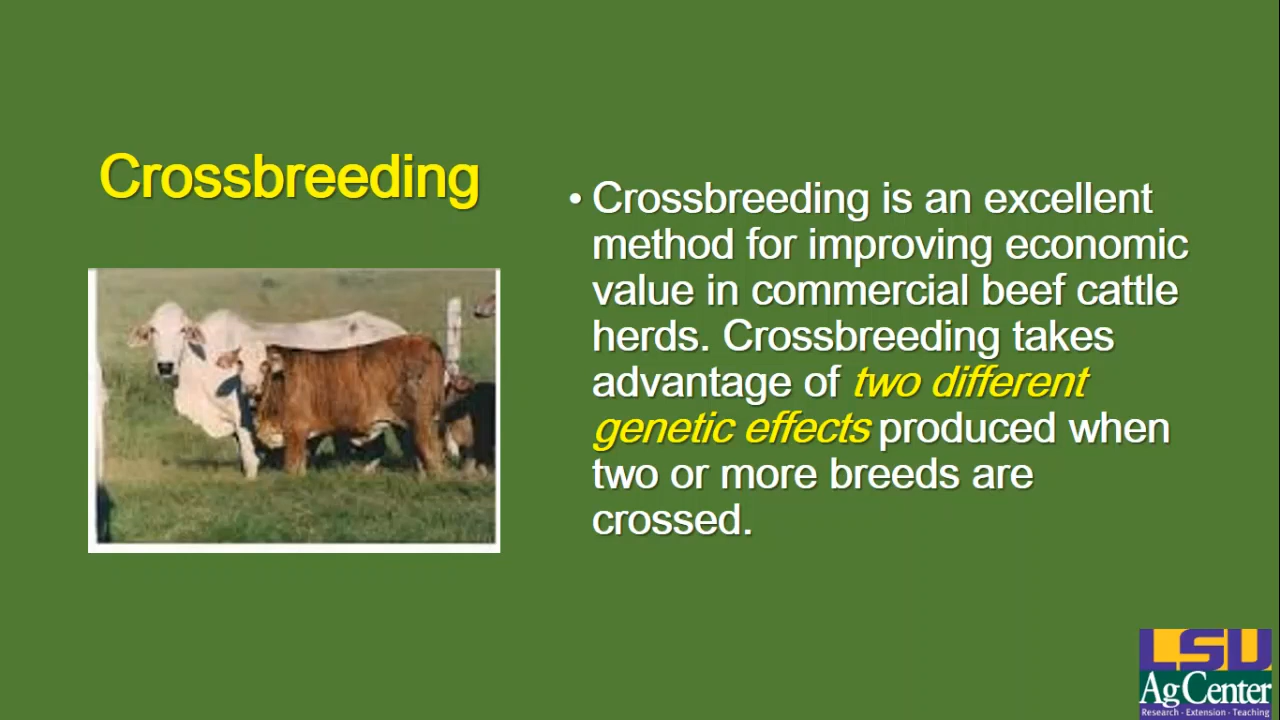 Crossbreeding
• Crossbreeding is an excellent
method for improving economic
value in commercial beef cattle
herds. Crossbreeding takes
advantage of two different
genetic effects produced when
two or more breeds are
crossed.
LSU
AgCenter
Research - Extension - Teaching